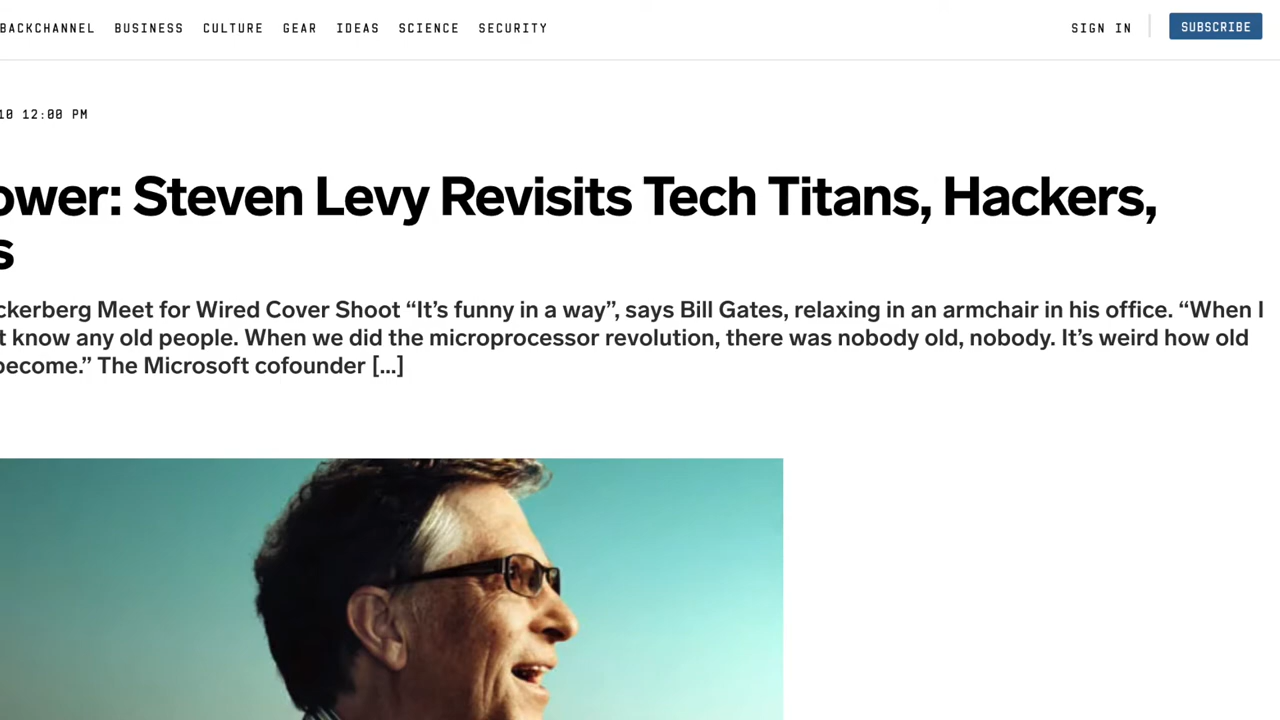 BACKCHANNEL BUSINESS CULTURE GEAR IDEAS SCIENCE SECURITY SIGN IN SUBSCRIBE
10 12:00 PM
ower: Steven Levy Revisits Tech Titans, Hackers,
s
ckerberg Meet for Wired Cover Shoot “It’s funny in a way”, says Bill Gates, relaxing in an armchair in his office. “When I
t know any old people. When we did the microprocessor revolution, there was nobody old, nobody. It’s weird how old
become.” The Microsoft cofounder [...]